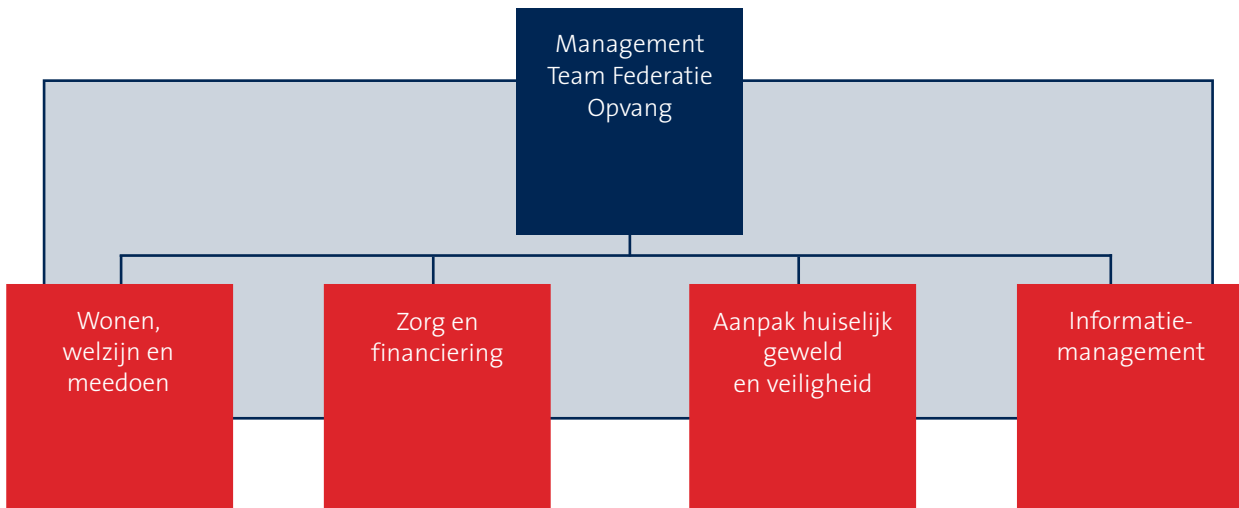 Management
Team Federatie
Opvang
Wonen,
welzijn en
meedoen
Zorg en
financiering
Aanpak huiselijk
geweld
en veiligheid
Informatie-
management